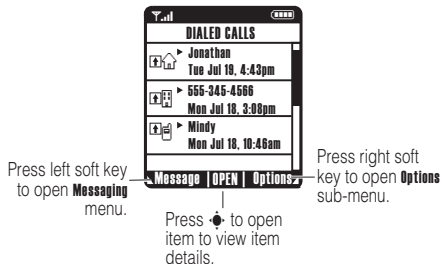 DIALED CALLS
Jonathan
Tue Jul 19, 4:43pm
555-345-4566
Mon Jul 18, 3:08pm
Mindy
Mon Jul 18, 10:46am
Message OPEN Options
Press left soft key
to open Messaging
menu.
Press to open
item to view item
details.
Press right soft
key to open Options
sub-menu.